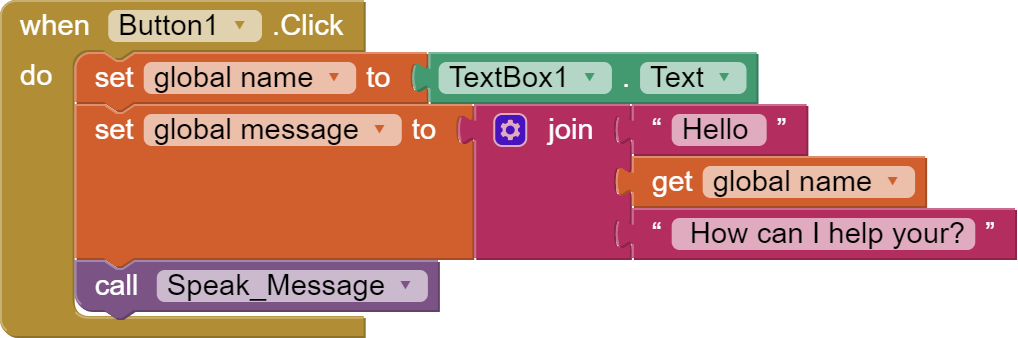 when Button1 .Click
do set global name to TextBox1 . Text
set global message to join “ Hello ”
get global name
“ How can I help your? ”
call Speak_Message